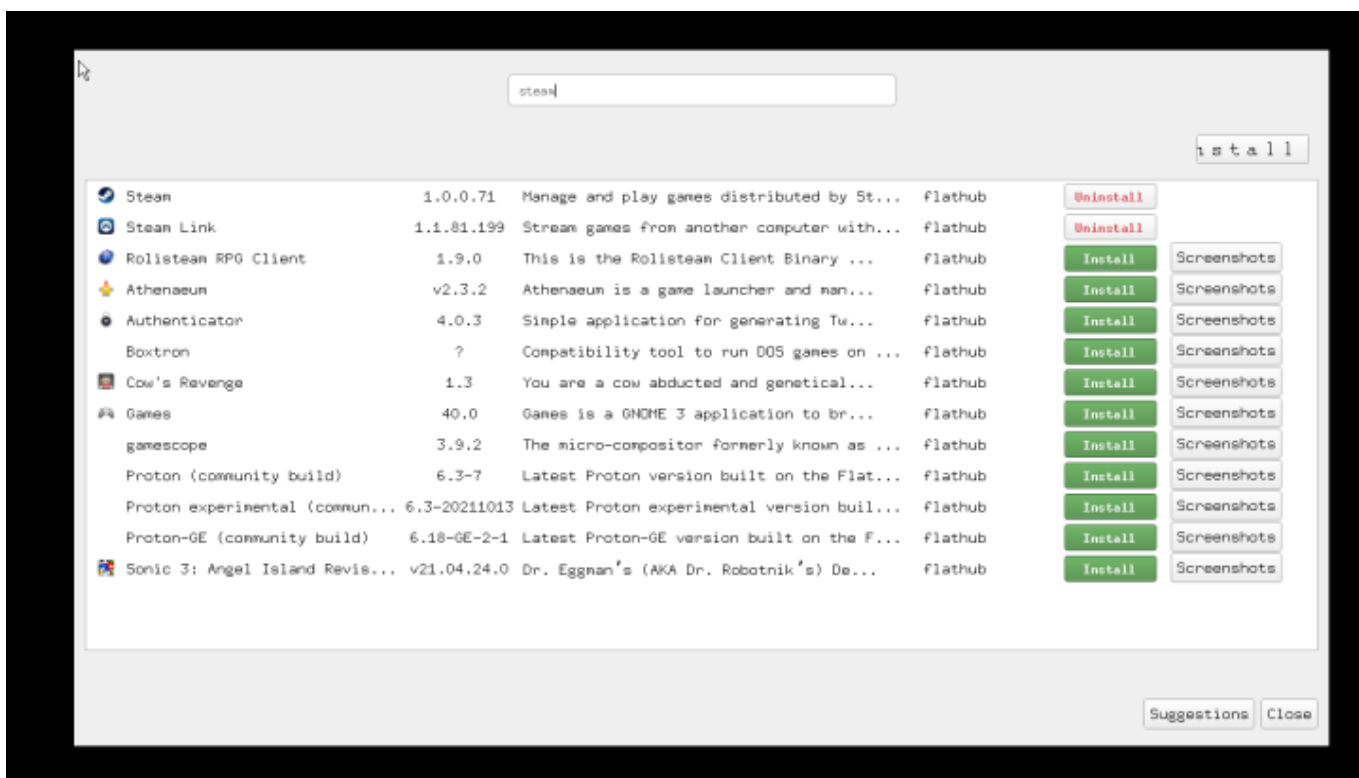 steam
nstall
Steam 1.0.0.71 Manage and play games distributed by St... flathub Uninstall
Steam Link 1.1.81.199 Stream games from another computer with... flathub Uninstall
Rolisteam RPG Client 1.9.0 This is the Rolisteam Client Binary ... flathub Install Screenshots
Athenaeum v2.3.2 Athenaeum is a game launcher and man... flathub Install Screenshots
Authenticator 4.0.3 Simple application for generating Tw... flathub Install Screenshots
Boxtron ? Compatibility tool to run DOS games on ... flathub Install Screenshots
Cow's Revenge 1.3 You are a cow abducted and genetical... flathub Install Screenshots
Games 40.0 Games is a GNOME 3 application to br... flathub Install Screenshots
gamescope 3.9.2 The micro-compositor formerly known as ... flathub Install Screenshots
Proton (community build) 6.3-7 Latest Proton version built on the Flat... flathub Install Screenshots
Proton experimental (commun... 6.3-20211013 Latest Proton experimental version buil... flathub Install Screenshots
Proton-GE (community build) 6.18-GE-2-1 Latest Proton-GE version built on the F... flathub Install Screenshots
Sonic 3: Angel Island Revis... v21.04.24.0 Dr. Eggman's (AKA Dr. Robotnik's) De... flathub Install Screenshots
Suggestions Close